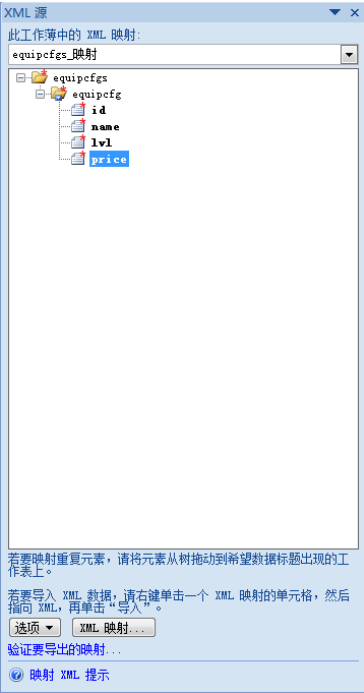 XML 源
此工作薄中的 XML 映射:
equipcfgs_映射
equipcfgs
equipcfg
id
name
lvl
price
若要映射重复元素，请将元素从树拖动到希望数据标题出现的工
作表上。
若要导入 XML 数据，请右键单击一个 XML 映射的单元格，然后
指向 XML，再单击“导入”。
选项 XML 映射...
验证要导出的映射...
映射 XML 提示